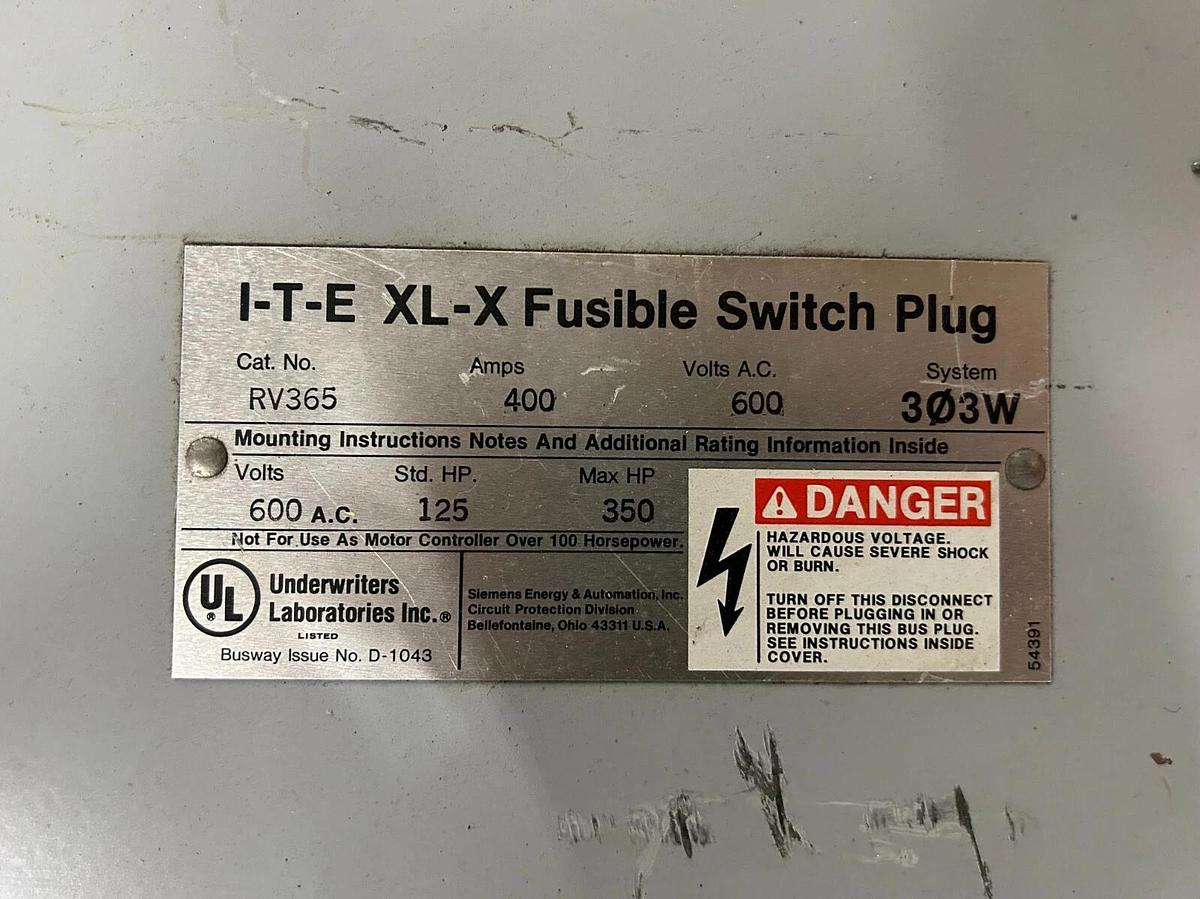 I-T-E XL-X Fusible Switch Plug
Cat. No. Amps Volts A.C. System
RV365 400 600 3Ø3W
Mounting Instructions Notes And Additional Rating Information Inside
Volts Std. HP. Max HP
600 A.C. 125 350
Not For Use As Motor Controller Over 100 Horsepower.
UL ®
Underwriters
Laboratories Inc.®
LISTED
Busway Issue No. D-1043
Siemens Energy & Automation, Inc.
Circuit Protection Division
Bellefontaine, Ohio 43311 U.S.A.
DANGER
HAZARDOUS VOLTAGE.
WILL CAUSE SEVERE SHOCK
OR BURN.
TURN OFF THIS DISCONNECT
BEFORE PLUGGING IN OR
REMOVING THIS BUS PLUG.
SEE INSTRUCTIONS INSIDE
COVER.
54391